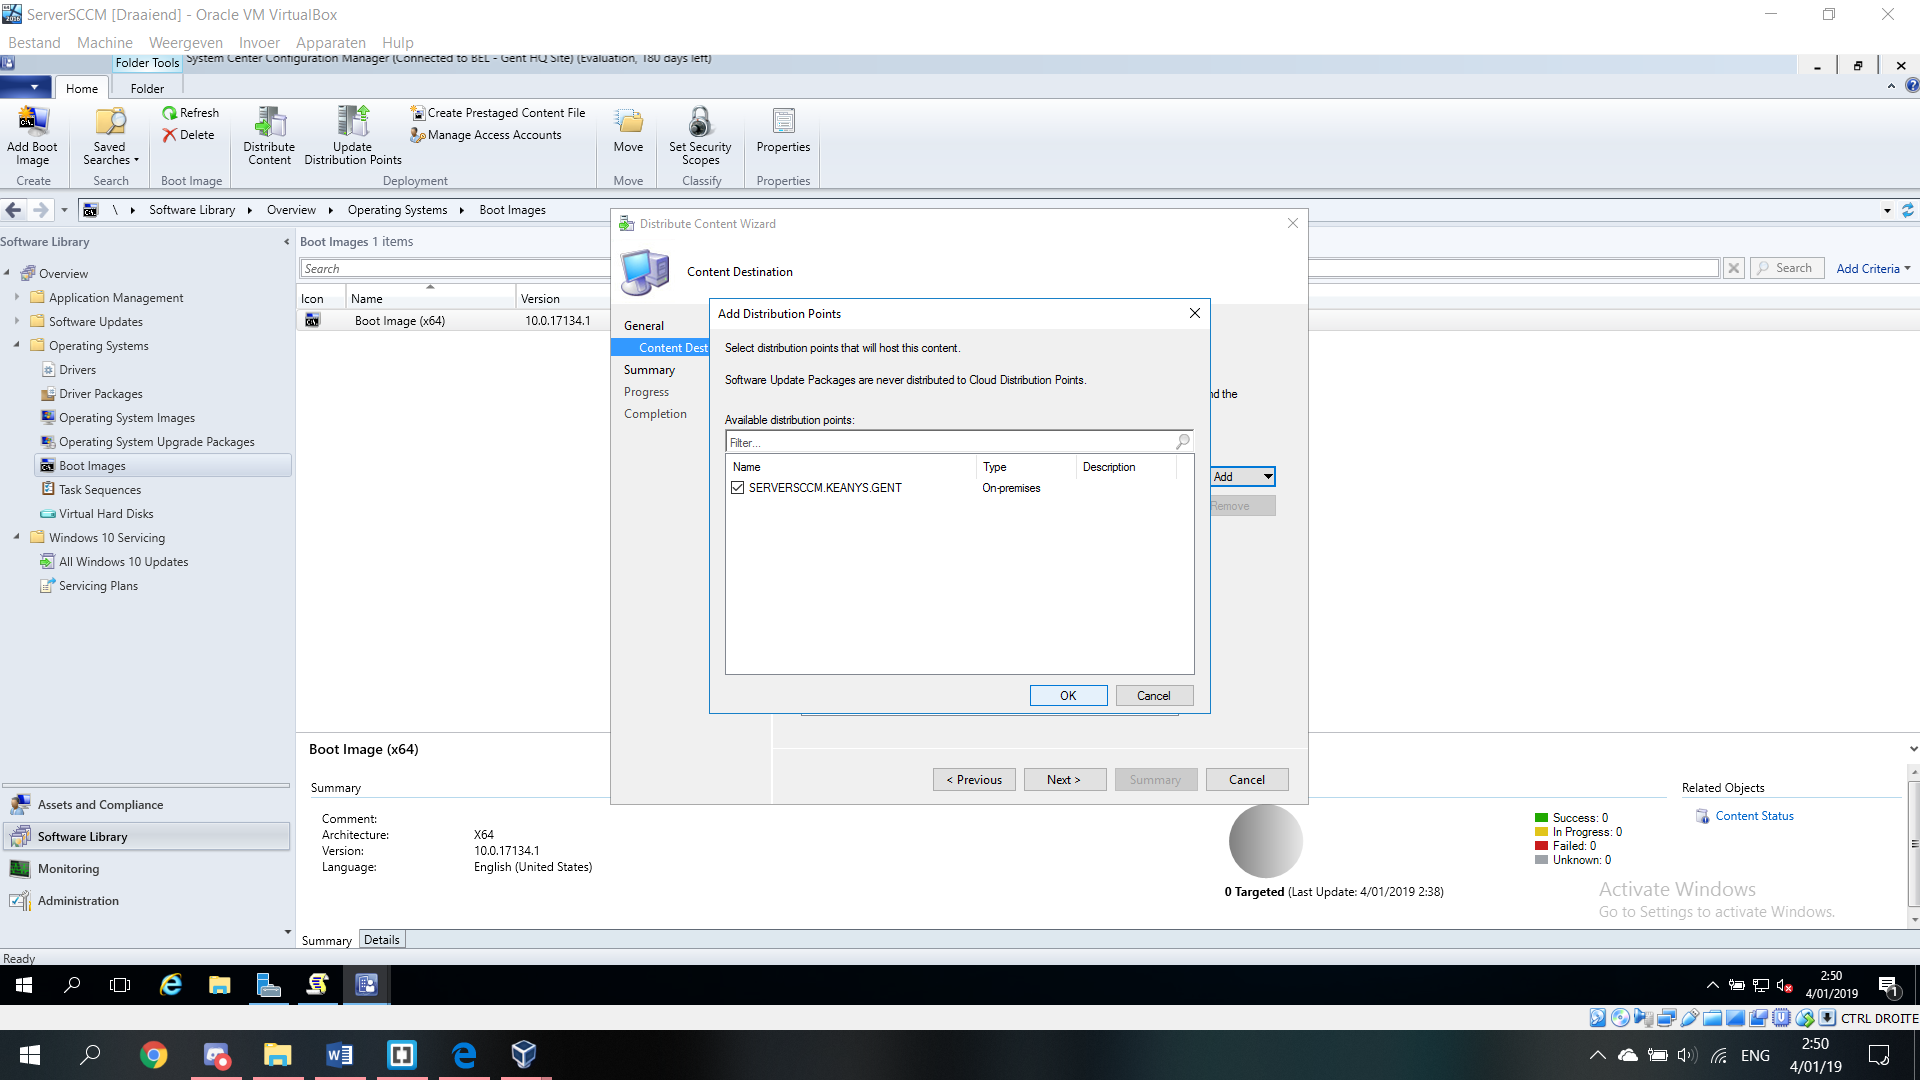 ServerSCCM [Draaiend] - Oracle VM VirtualBox
Bestand Machine Weergeven Invoer Apparaten Hulp
Folder Tools System Center Configuration Manager (Connected to BEL - Gent HQ Site) (Evaluation, 180 days left)
Home Folder
Add Boot Image
Create
Saved Searches
Search
Refresh
Delete
Boot Image
Distribute Content
Update Distribution Points
Create Prestaged Content File
Manage Access Accounts
Deployment
Move
Move
Set Security Scopes
Classify
Properties
Properties
\ Software Library Overview Operating Systems Boot Images
Software Library
Overview
Application Management
Software Updates
Operating Systems
Drivers
Driver Packages
Operating System Images
Operating System Upgrade Packages
Boot Images
Task Sequences
Virtual Hard Disks
Windows 10 Servicing
All Windows 10 Updates
Servicing Plans
Assets and Compliance
Software Library
Monitoring
Administration
Boot Images 1 items
Search
Search
Add Criteria
Icon Name Version
Boot Image (x64) 10.0.17134.1
Distribute Content Wizard
Content Destination
General
Content Dest
Summary
Progress
Completion
nd the
Add
Remove
Add Distribution Points
Select distribution points that will host this content.
Software Update Packages are never distributed to Cloud Distribution Points.
Available distribution points:
Filter...
Name Type Description
SERVERSCCM.KEANYS.GENT On-premises
OK Cancel
< Previous Next > Summary Cancel
Boot Image (x64)
Summary
Comment:
Architecture: X64
Version: 10.0.17134.1
Language: English (United States)
0 Targeted (Last Update: 4/01/2019 2:38)
Success: 0
In Progress: 0
Failed: 0
Unknown: 0
Related Objects
Content Status
Activate Windows
Go to Settings to activate Windows.
Summary Details
Ready
2:50
4/01/2019
1
CTRL DROITE
ENG
2:50
4/01/19